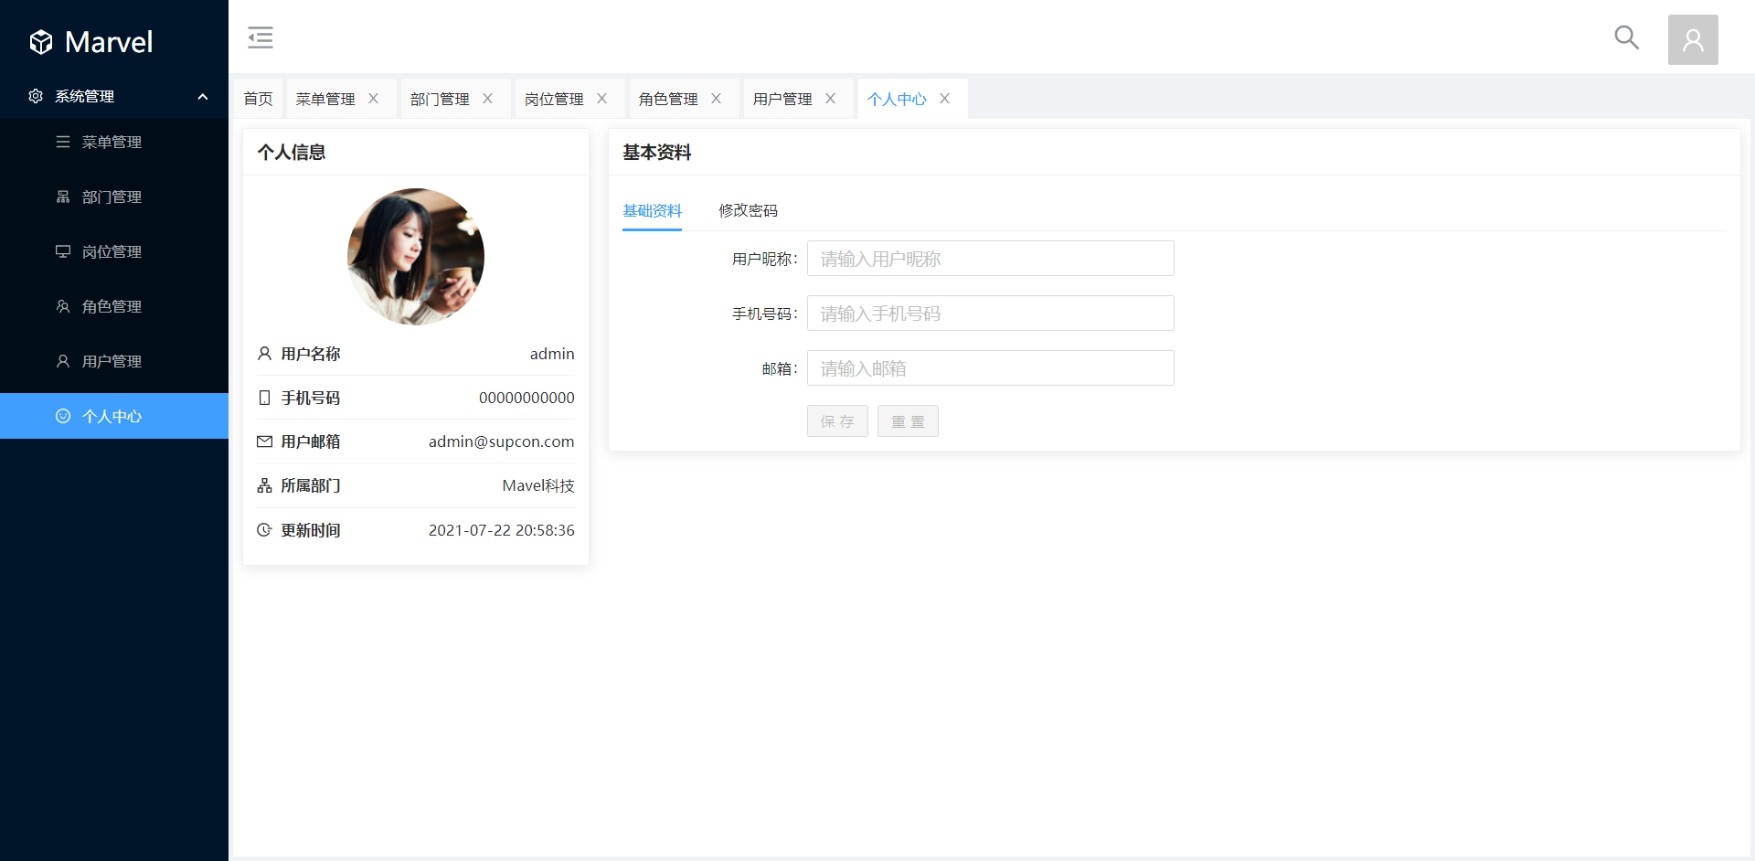 Marvel
系统管理
菜单管理
部门管理
岗位管理
角色管理
用户管理
个人中心
首页 菜单管理 部门管理 岗位管理 角色管理 用户管理 个人中心
个人信息
用户名称 admin
手机号码 00000000000
用户邮箱 admin@supcon.com
所属部门 Mavel科技
更新时间 2021-07-22 20:58:36
基本资料
基础资料 修改密码
用户昵称: 请输入用户昵称
手机号码: 请输入手机号码
邮箱: 请输入邮箱
保 存 重 置